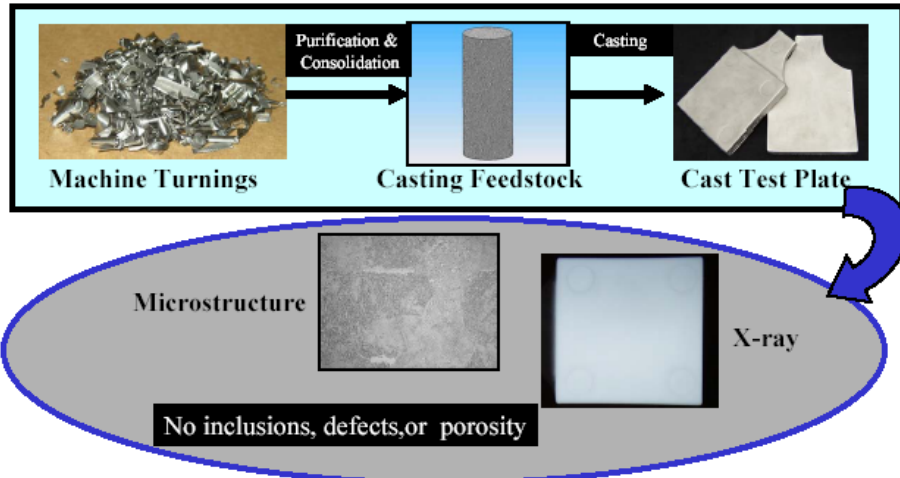 Purification &
Consolidation
Casting
Machine Turnings
Casting Feedstock
Cast Test Plate
Microstructure
X-ray
No inclusions, defects,or porosity